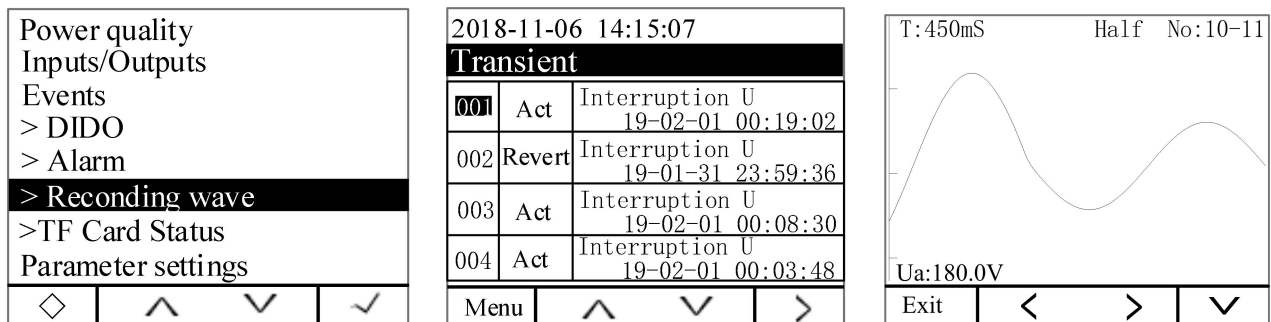 Power quality
Inputs/Outputs
Events
> DIDO
> Alarm
> Reconding wave
>TF Card Status
Parameter settings
2018-11-06 14:15:07
Transient
001 Act Interruption U
19-02-01 00:19:02
002 Revert Interruption U
19-01-31 23:59:36
003 Act Interruption U
19-02-01 00:08:30
004 Act Interruption U
19-02-01 00:03:48
Menu
T:450mS Half No:10-11
Ua:180.0V
Exit